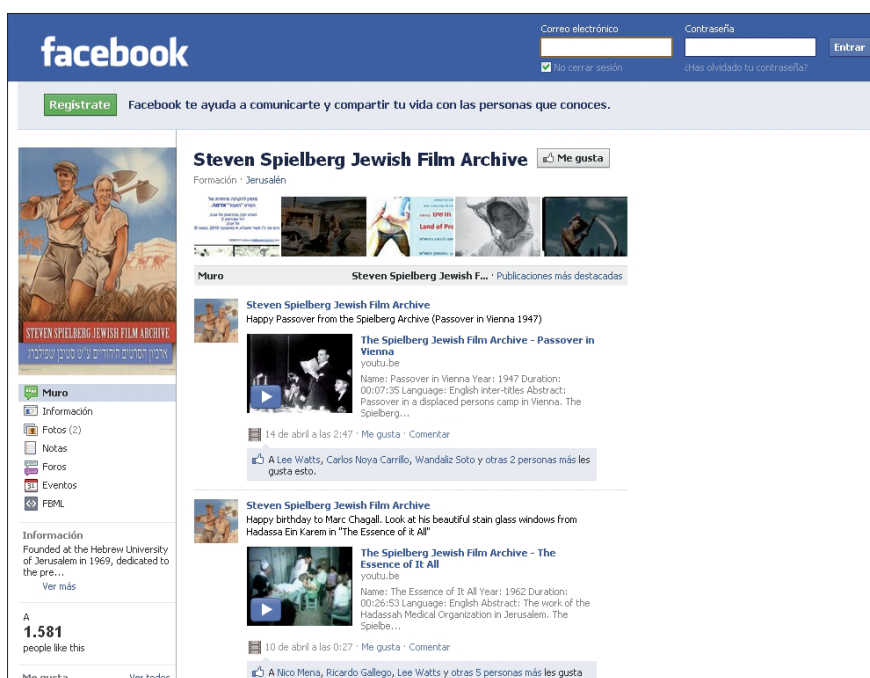 facebook
Correo electrónico
Contraseña
Entrar
No cerrar sesión
¿Has olvidado tu contraseña?
Regístrate
Facebook te ayuda a comunicarte y compartir tu vida con las personas que conoces.
Steven Spielberg Jewish Film Archive
Me gusta
Formación · Jerusalén
Land of Pro
STEVEN SPIELBERG JEWISH FILM ARCHIVE
ארכיון הסרטים היהודיים ע"ש סטיבן שפילברג
Muro
Información
Fotos (2)
Notas
Foros
Eventos
FBML
Información
Founded at the Hebrew University
of Jerusalem in 1969, dedicated to
the pre...
Ver más
A
1.581
people like this
Me gusta
Ver todos
Muro
Steven Spielberg Jewish F... · Publicaciones más destacadas
Steven Spielberg Jewish Film Archive
Happy Passover from the Spielberg Archive (Passover in Vienna 1947)
The Spielberg Jewish Film Archive - Passover in
Vienna
youtu.be
Name: Passover in Vienna Year: 1947 Duration:
00:07:35 Language: English inter-titles Abstract:
Passover in a displaced persons camp in Vienna. The
Spielberg...
14 de abril a las 2:47 · Me gusta · Comentar
A Lee Watts, Carlos Noya Carrillo, Wandaliz Soto y otras 2 personas más les
gusta esto.
Steven Spielberg Jewish Film Archive
Happy birthday to Marc Chagall. Look at his beautiful stain glass windows from
Hadassa Ein Karem in "The Essence of it All"
The Spielberg Jewish Film Archive - The
Essence of It All
youtu.be
Name: The Essence of It All Year: 1962 Duration:
00:26:53 Language: English Abstract: The work of the
Hadassah Medical Organization in Jerusalem. The
Spielbe...
10 de abril a las 0:27 · Me gusta · Comentar
A Nico Mena, Ricardo Gallego, Lee Watts y otras 5 personas más les gusta